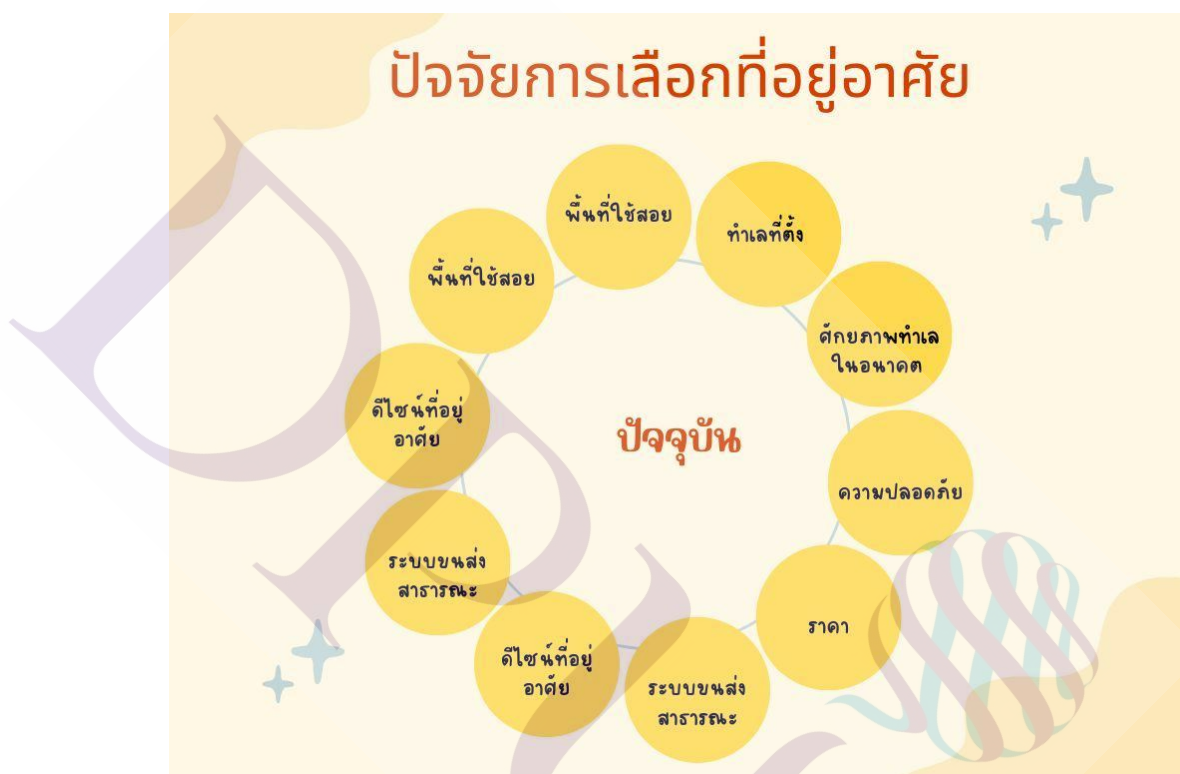 ปัจจัยการเลือกที่อยู่อาศัย
พื้นที่ใช้สอย
ทำเลที่ตั้ง
ศักยภาพทำเล
ในอนาคต
ความปลอดภัย
ราคา
ระบบขนส่ง
สาธารณะ
ดีไซน์ที่อยู่
อาศัย
ระบบขนส่ง
สาธารณะ
ดีไซน์ที่อยู่
อาศัย
พื้นที่ใช้สอย
ปัจจุบัน